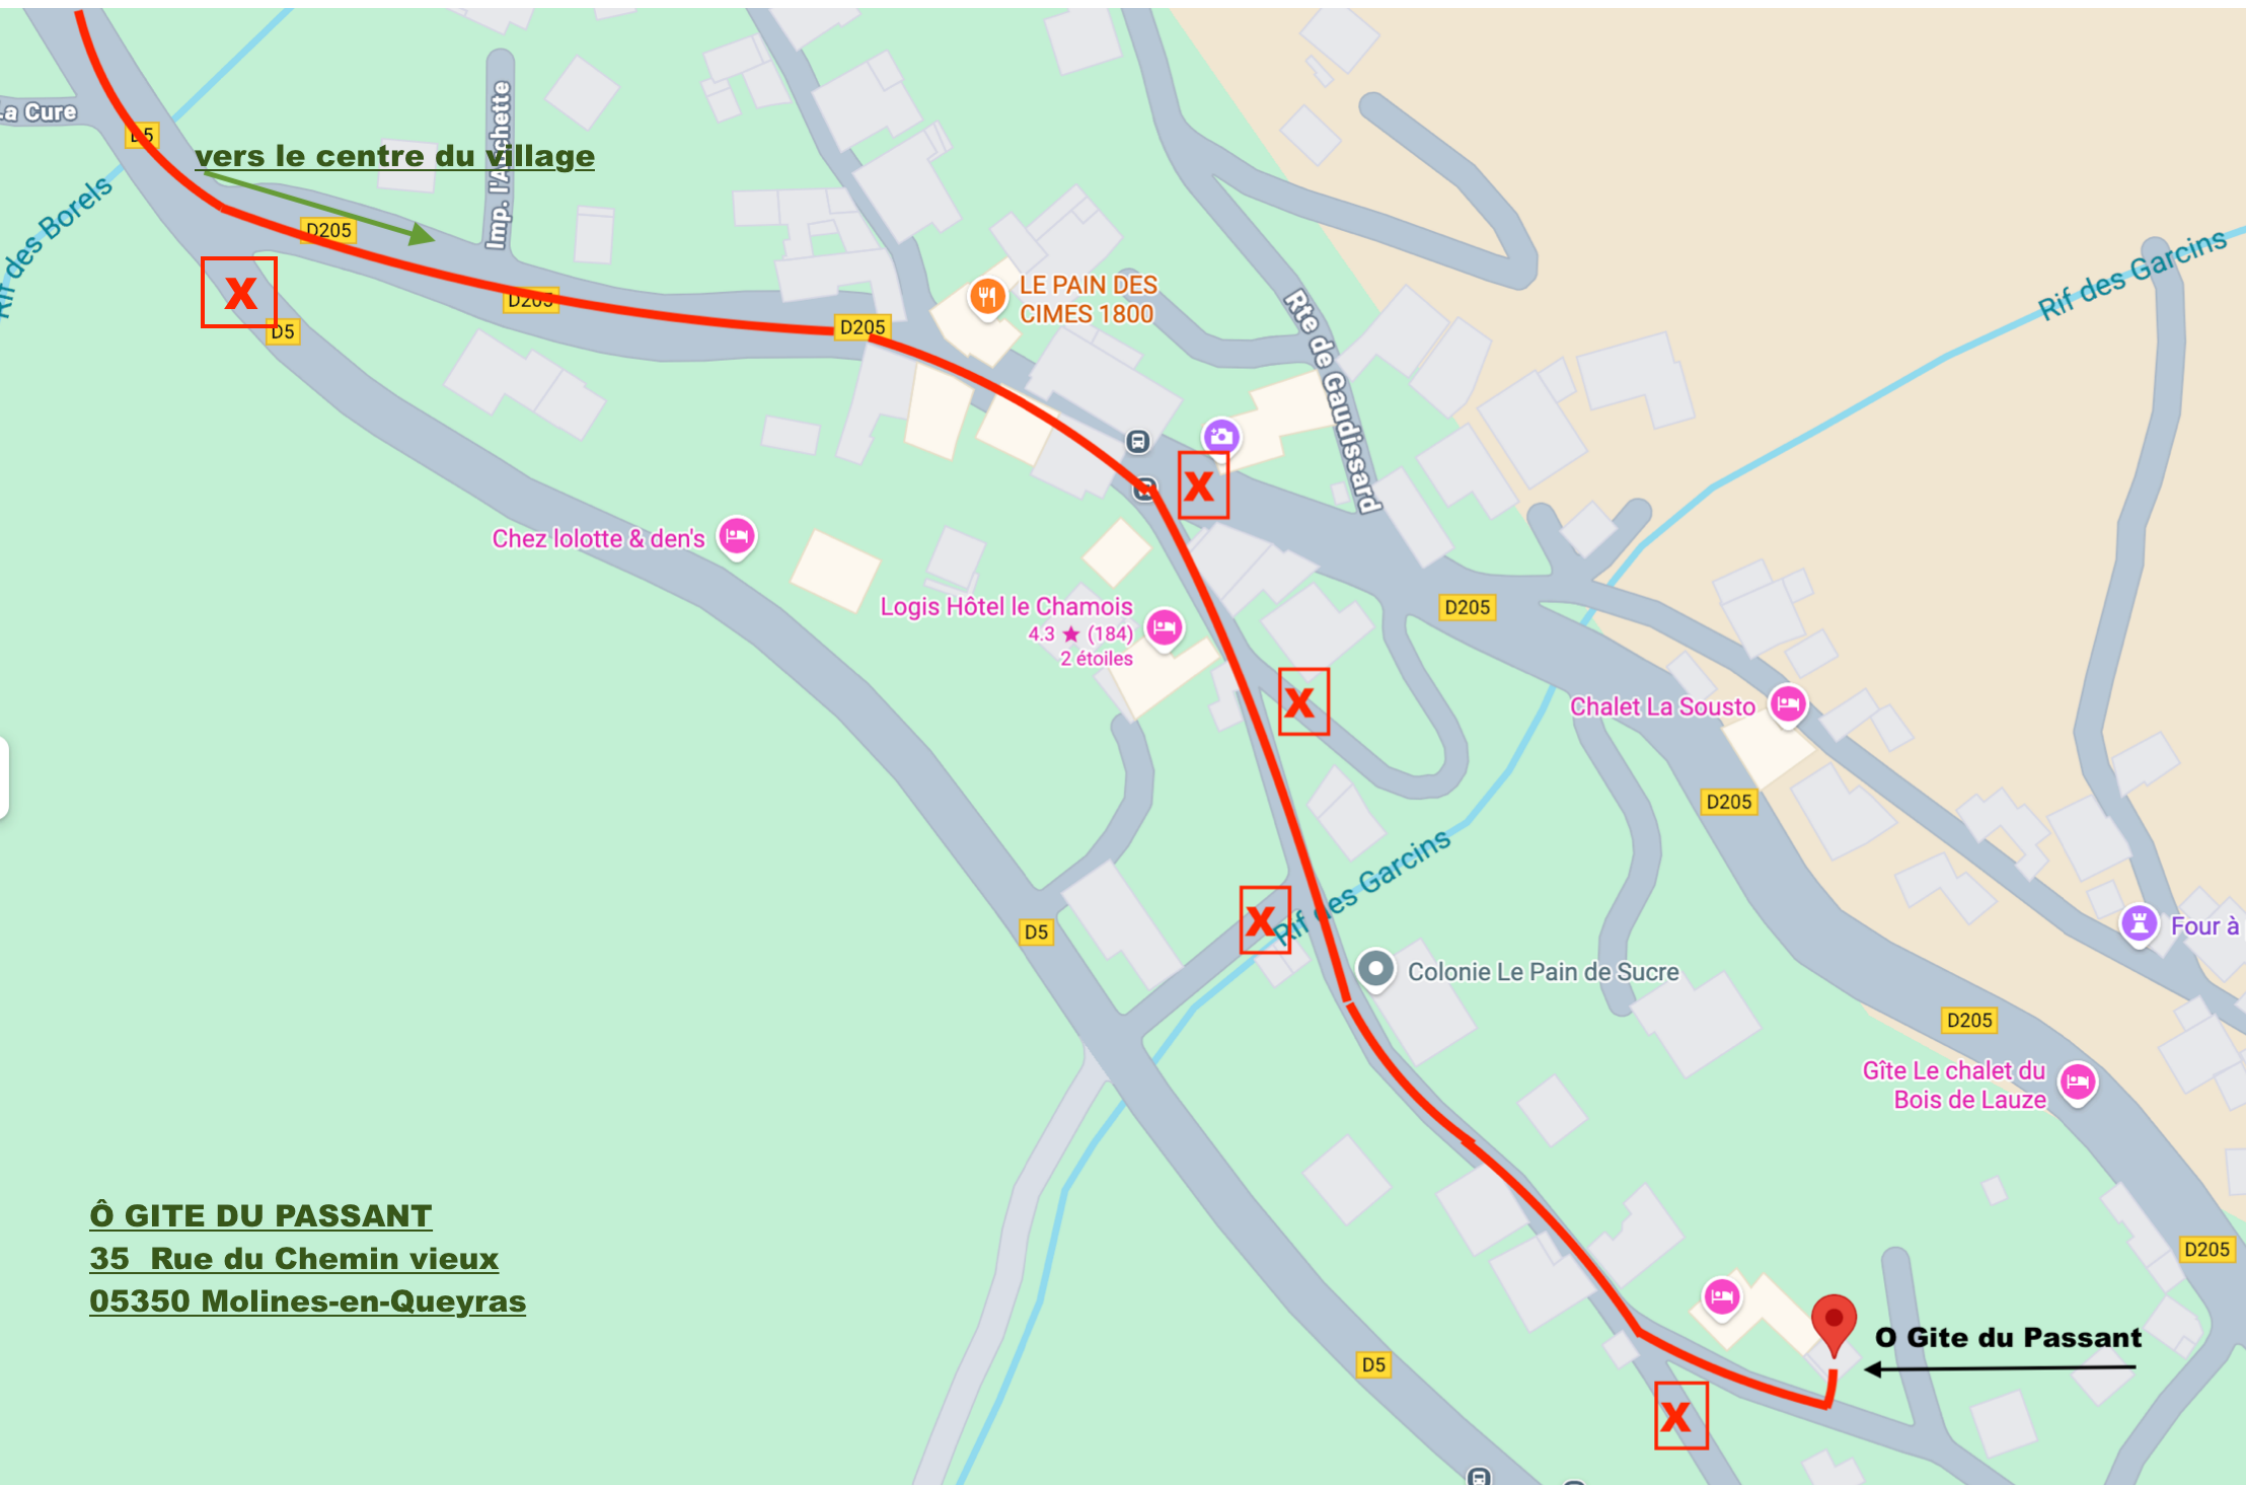 La Cure
D5
Imp. l'Archette
vers le centre du village
Rif des Borels
D205
D205
D205
X
D5
LE PAIN DES
CIMES 1800
Rte de Gaudissard
Rif des Garcins
X
Chez lolotte & den's
Logis Hôtel le Chamois
4.3 ★ (184)
2 étoiles
D205
X
Chalet La Sousto
D205
Rif des Garcins
X
D5
Four à
Colonie Le Pain de Sucre
D205
Gîte Le chalet du
Bois de Lauze
Ô GITE DU PASSANT
35 Rue du Chemin vieux
05350 Molines-en-Queyras
D205
O Gite du Passant
D5
X